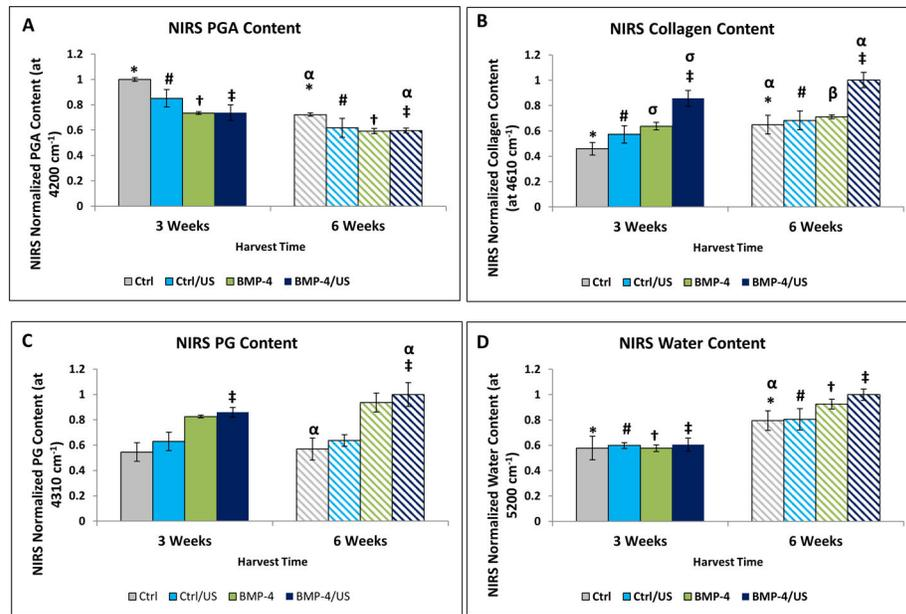 A
NIRS PGA Content
NIRS Normalized PGA Content (at
4200 cm⁻¹)
1.2
1
0.8
0.6
0.4
0.2
0
* # † ‡ α * # † α ‡
3 Weeks 6 Weeks
Harvest Time
Ctrl Ctrl/US BMP-4 BMP-4/US
B
NIRS Collagen Content
NIRS Normalized Collagen Content
(at 4610 cm⁻¹)
1.2
1
0.8
0.6
0.4
0.2
0
* # σ σ ‡ α * # β α ‡
3 Weeks 6 Weeks
Harvest Time
Ctrl Ctrl/US BMP-4 BMP-4/US
C
NIRS PG Content
NIRS Normalized PG Content (at
4310 cm⁻¹)
1.2
1
0.8
0.6
0.4
0.2
0
‡ α α ‡
3 Weeks 6 Weeks
Harvest Time
Ctrl Ctrl/US BMP-4 BMP-4/US
D
NIRS Water Content
NIRS Normalized Water Content (at
5200 cm⁻¹)
1.2
1
0.8
0.6
0.4
0.2
0
* # † ‡ α * # † ‡
3 Weeks 6 Weeks
Harvest Time
Ctrl Ctrl/US BMP-4 BMP-4/US